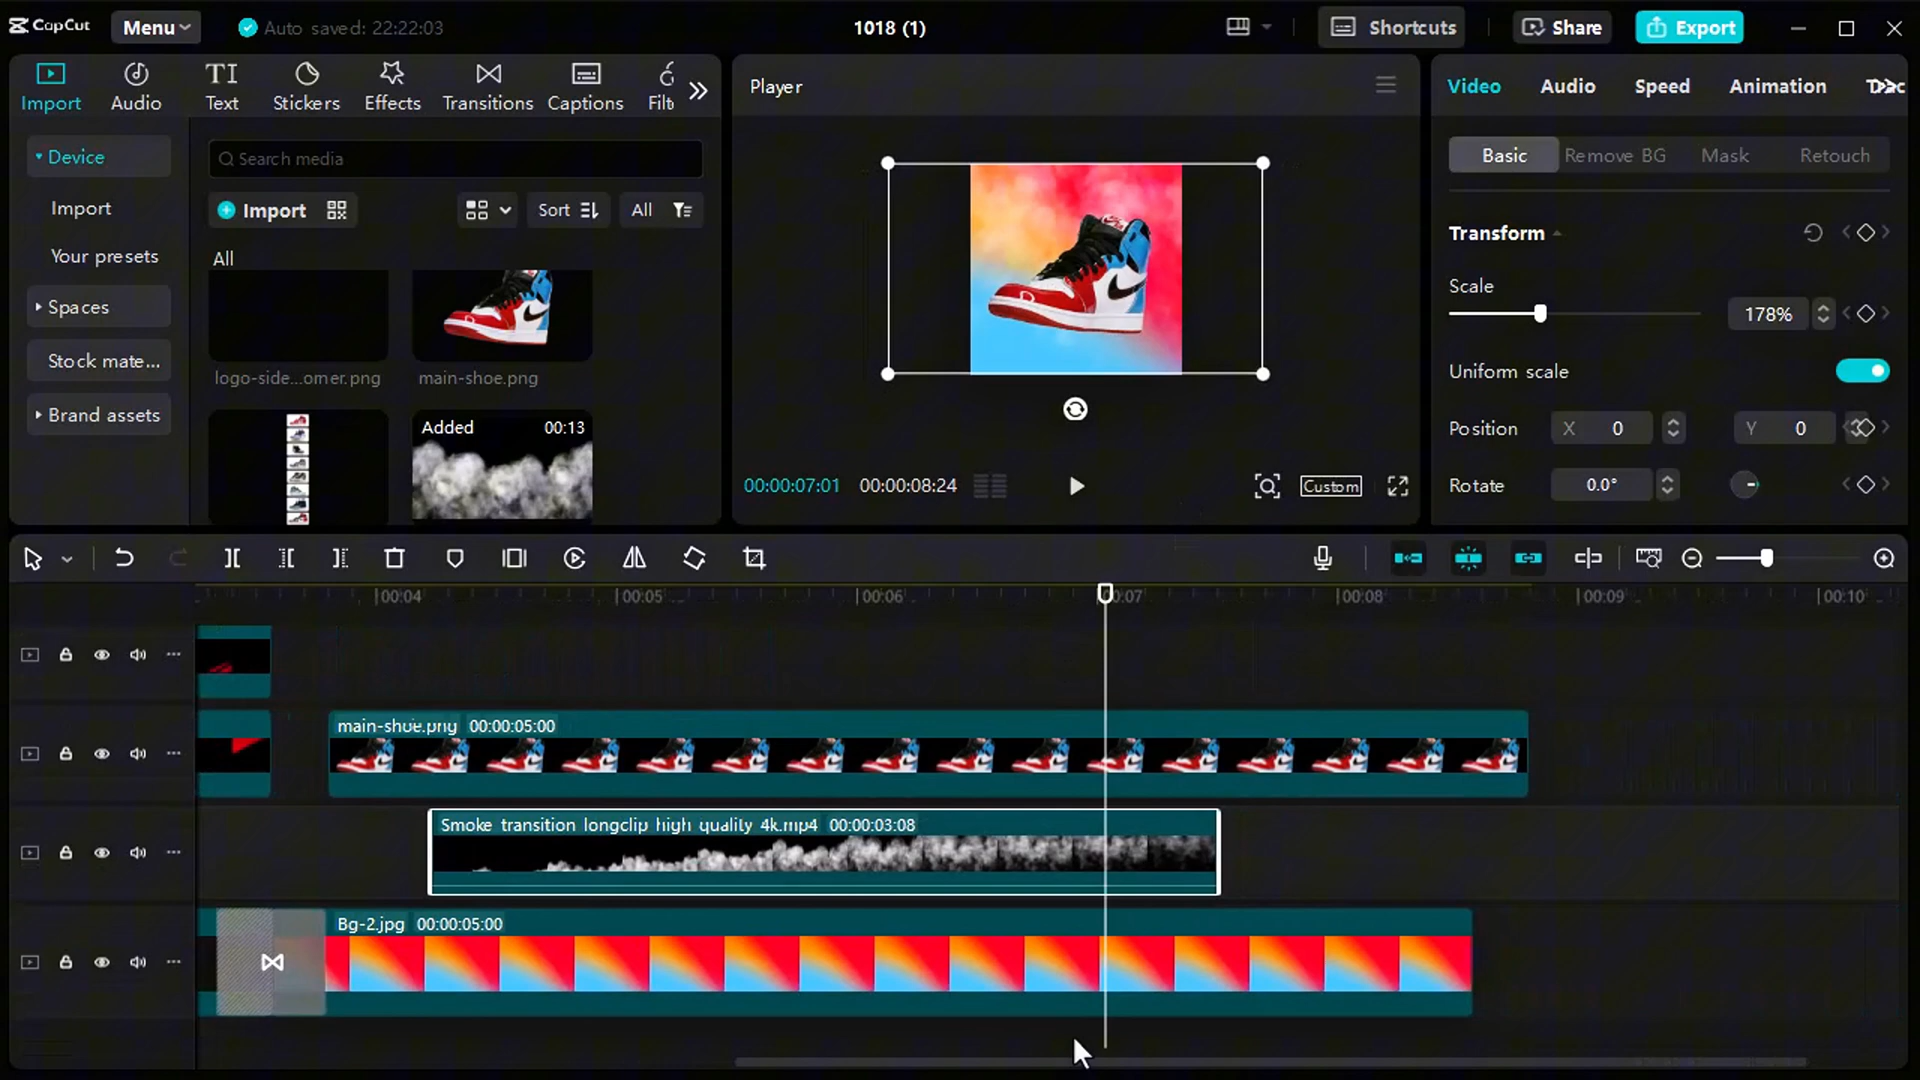 CapCut
Menu
Auto saved: 22:22:03
1018 (1)
Shortcuts
Share
Export
Import
Audio
TI
Text
Stickers
Effects
Transitions
Captions
Filt
Device
Import
Your presets
Spaces
Stock mate...
Brand assets
Search media
Import
Sort
All
All
logo-side...omer.png
main-shoe.png
Added 00:13
Player
00:00:07:01 00:00:08:24
Custom
Video
Audio
Speed
Animation
Basic
Remove BG
Mask
Retouch
Transform
Scale
178%
Uniform scale
Position
X 0
Y 0
Rotate
0.0°
00:04
00:05
00:06
00:07
00:08
00:09
00:10
main-shoe.png 00:00:05:00
Smoke transition longclip high quality 4k.mp4 00:00:03:08
Bg-2.jpg 00:00:05:00